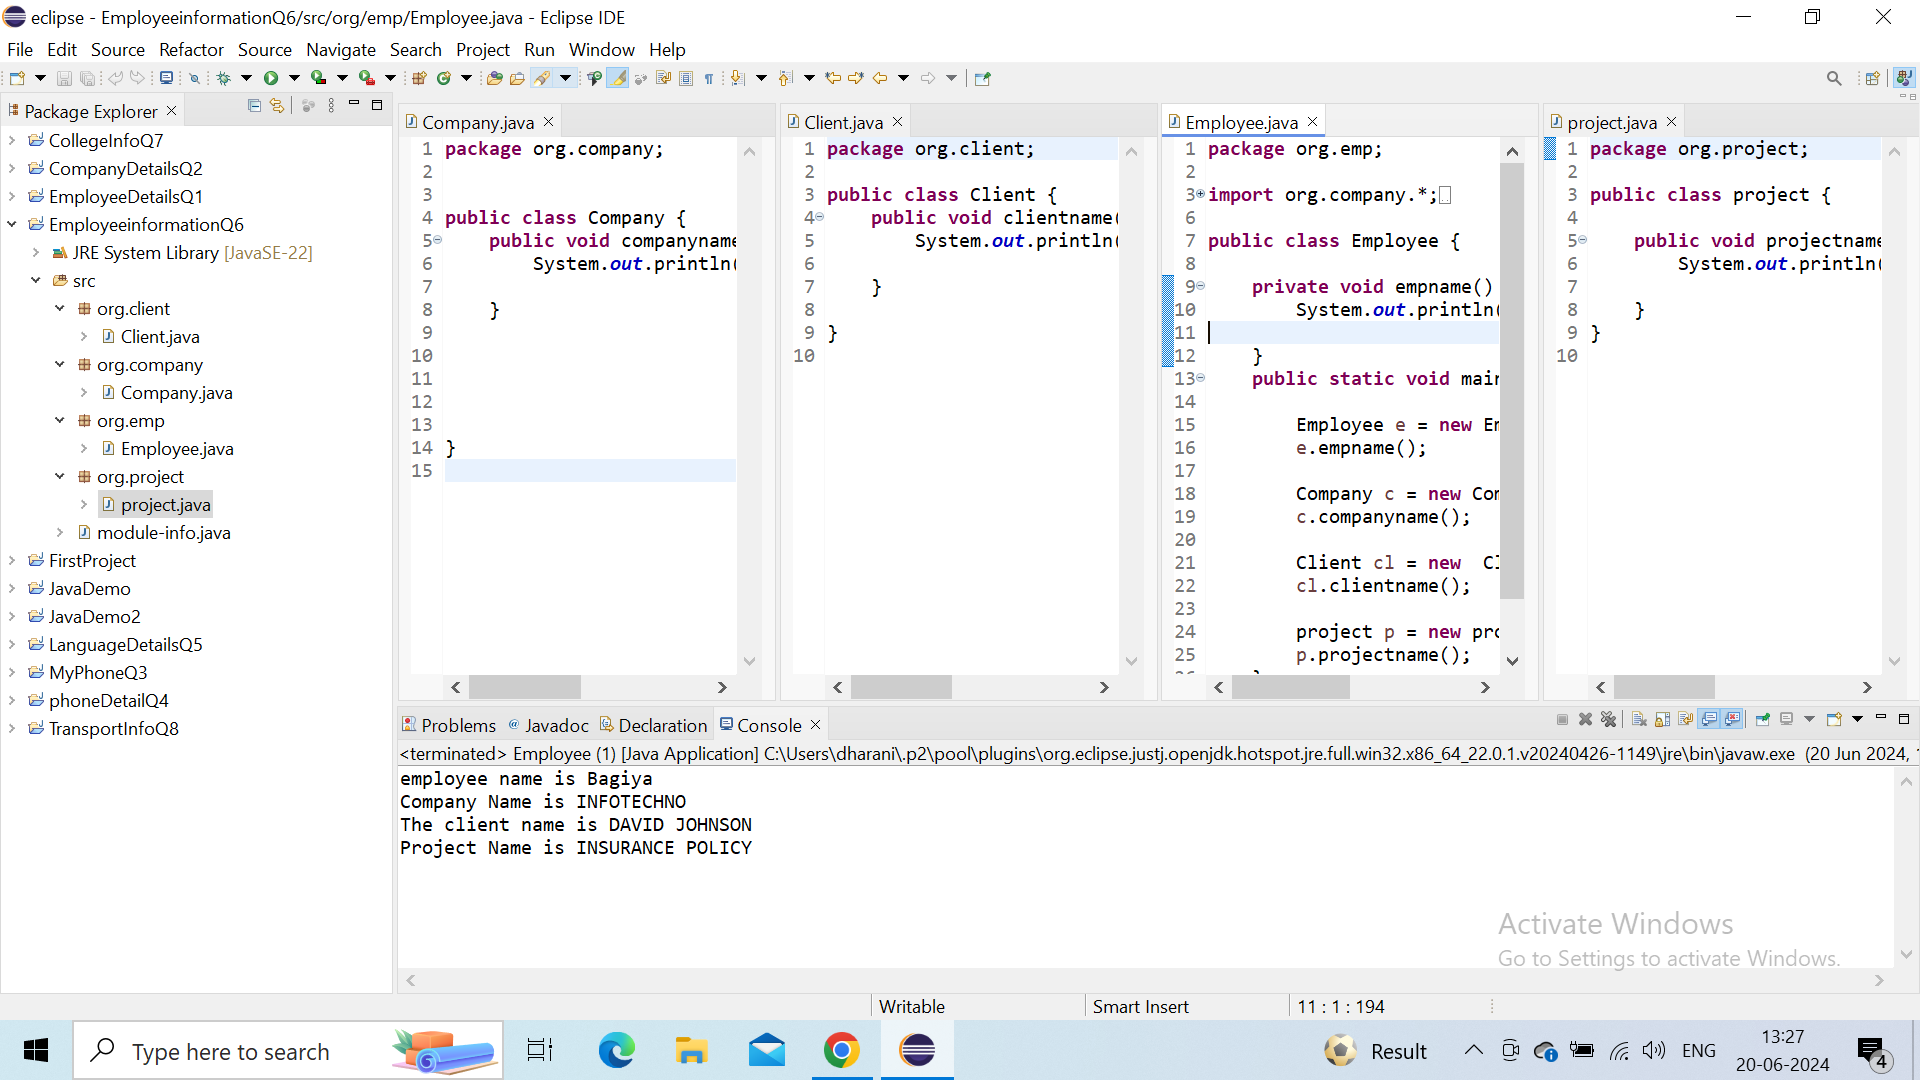 eclipse - EmployeeinformationQ6/src/org/emp/Employee.java - Eclipse IDE
File Edit Source Refactor Source Navigate Search Project Run Window Help
Package Explorer
CollegeInfoQ7
CompanyDetailsQ2
EmployeeDetailsQ1
EmployeeinformationQ6
JRE System Library [JavaSE-22]
src
org.client
Client.java
org.company
Company.java
org.emp
Employee.java
org.project
project.java
module-info.java
FirstProject
JavaDemo
JavaDemo2
LanguageDetailsQ5
MyPhoneQ3
phoneDetailQ4
TransportInfoQ8
Company.java
1 package org.company;
2
3
4 public class Company {
5 public void companyname
6 System.out.println(
7
8 }
9
10
11
12
13
14 }
15
Client.java
1 package org.client;
2
3 public class Client {
4 public void clientname(
5 System.out.println(
6
7 }
8
9 }
10
Employee.java
1 package org.emp;
2
3 import org.company.*;
6
7 public class Employee {
8
9 private void empname()
10 System.out.println(
11
12 }
13 public static void main
14
15 Employee e = new Em
16 e.empname();
17
18 Company c = new Com
19 c.companyname();
20
21 Client cl = new Cl
22 cl.clientname();
23
24 project p = new pro
25 p.projectname();
project.java
1 package org.project;
2
3 public class project {
4
5 public void projectname
6 System.out.println(
7
8 }
9 }
10
Problems Javadoc Declaration Console
<terminated> Employee (1) [Java Application] C:\Users\dharani\.p2\pool\plugins\org.eclipse.justj.openjdk.hotspot.jre.full.win32.x86_64_22.0.1.v20240426-1149\jre\bin\javaw.exe (20 Jun 2024,
employee name is Bagiya
Company Name is INFOTECHNO
The client name is DAVID JOHNSON
Project Name is INSURANCE POLICY
Activate Windows
Go to Settings to activate Windows.
Writable Smart Insert 11 : 1 : 194
Type here to search
Result
ENG
13:27
20-06-2024
4